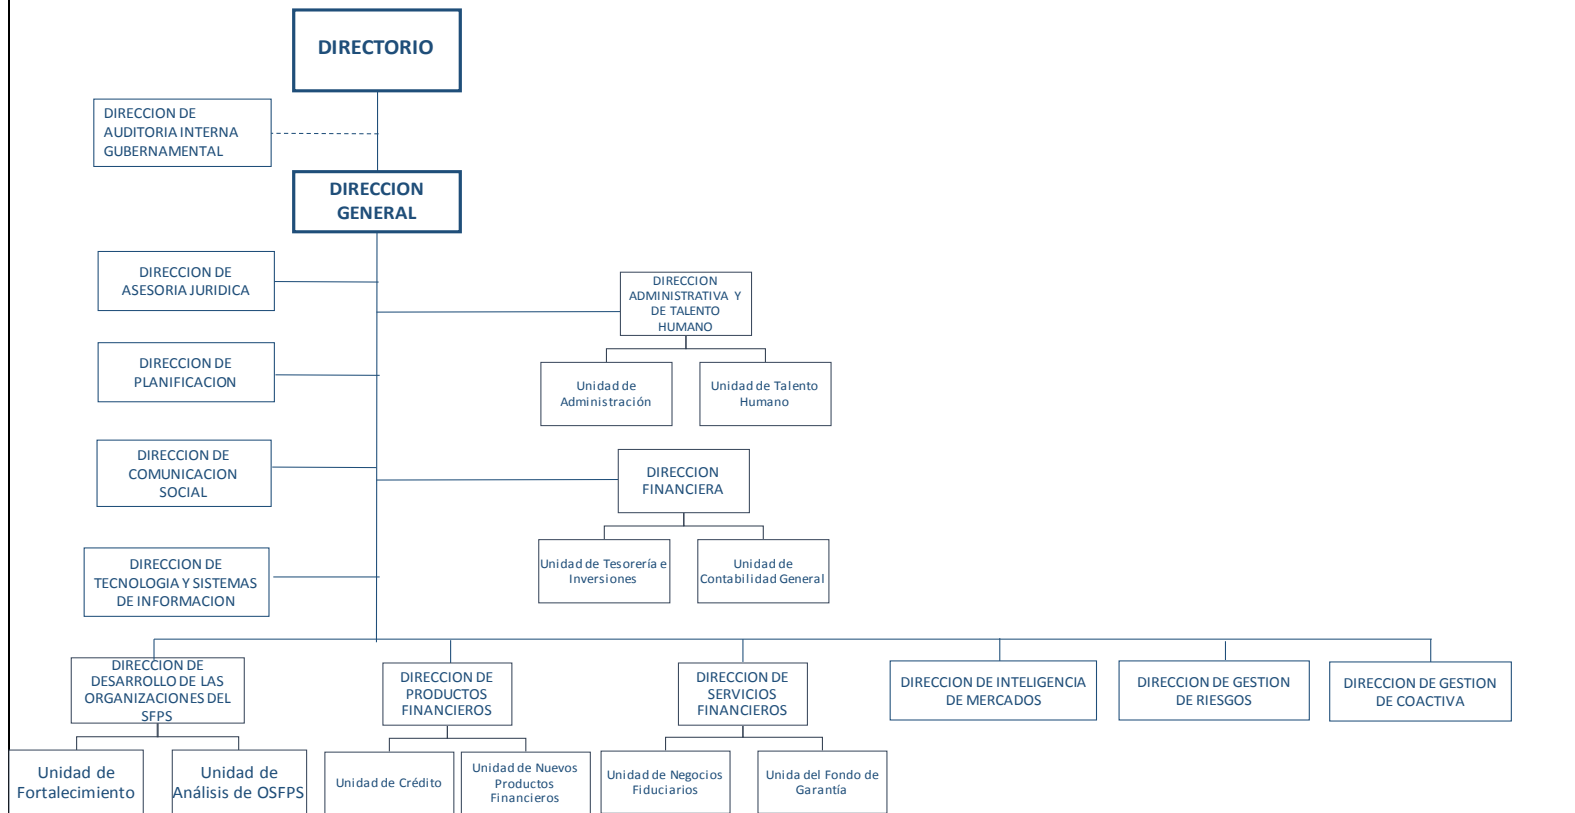 DIRECTORIO
DIRECCION DE
AUDITORIA INTERNA
GUBERNAMENTAL
DIRECCION
GENERAL
DIRECCION DE
ASESORIA JURIDICA
DIRECCION
ADMINISTRATIVA Y
DE TALENTO
HUMANO
DIRECCION DE
PLANIFICACION
Unidad de
Administración
Unidad de Talento
Humano
DIRECCION DE
COMUNICACION
SOCIAL
DIRECCION
FINANCIERA
DIRECCION DE
TECNOLOGIA Y SISTEMAS
DE INFORMACION
Unidad de Tesorería e
Inversiones
Unidad de
Contabilidad General
DIRECCION DE
DESARROLLO DE LAS
ORGANIZACIONES DEL
SFPS
DIRECCION DE
PRODUCTOS
FINANCIEROS
DIRECCION DE
SERVICIOS
FINANCIEROS
DIRECCION DE INTELIGENCIA
DE MERCADOS
DIRECCION DE GESTION
DE RIESGOS
DIRECCION DE GESTION
DE COACTIVA
Unidad de
Fortalecimiento
Unidad de
Análisis de OSFPS
Unidad de Crédito
Unidad de Nuevos
Productos
Financieros
Unidad de Negocios
Fiduciarios
Unida del Fondo de
Garantía